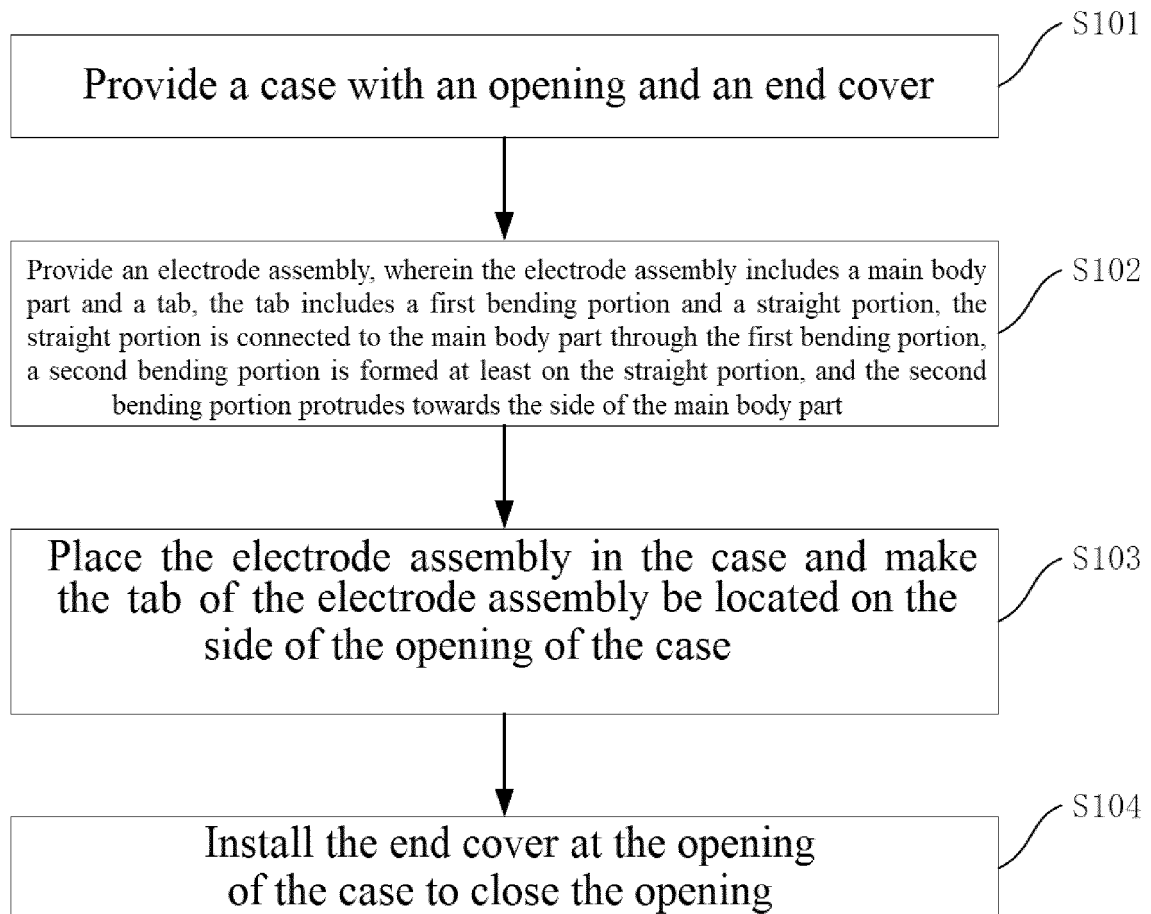 S101
Provide a case with an opening and an end cover
S102
Provide an electrode assembly, wherein the electrode assembly includes a main body
part and a tab, the tab includes a first bending portion and a straight portion, the
straight portion is connected to the main body part through the first bending portion,
a second bending portion is formed at least on the straight portion, and the second
bending portion protrudes towards the side of the main body part
S103
Place the electrode assembly in the case and make
the tab of the electrode assembly be located on the
side of the opening of the case
S104
Install the end cover at the opening
of the case to close the opening